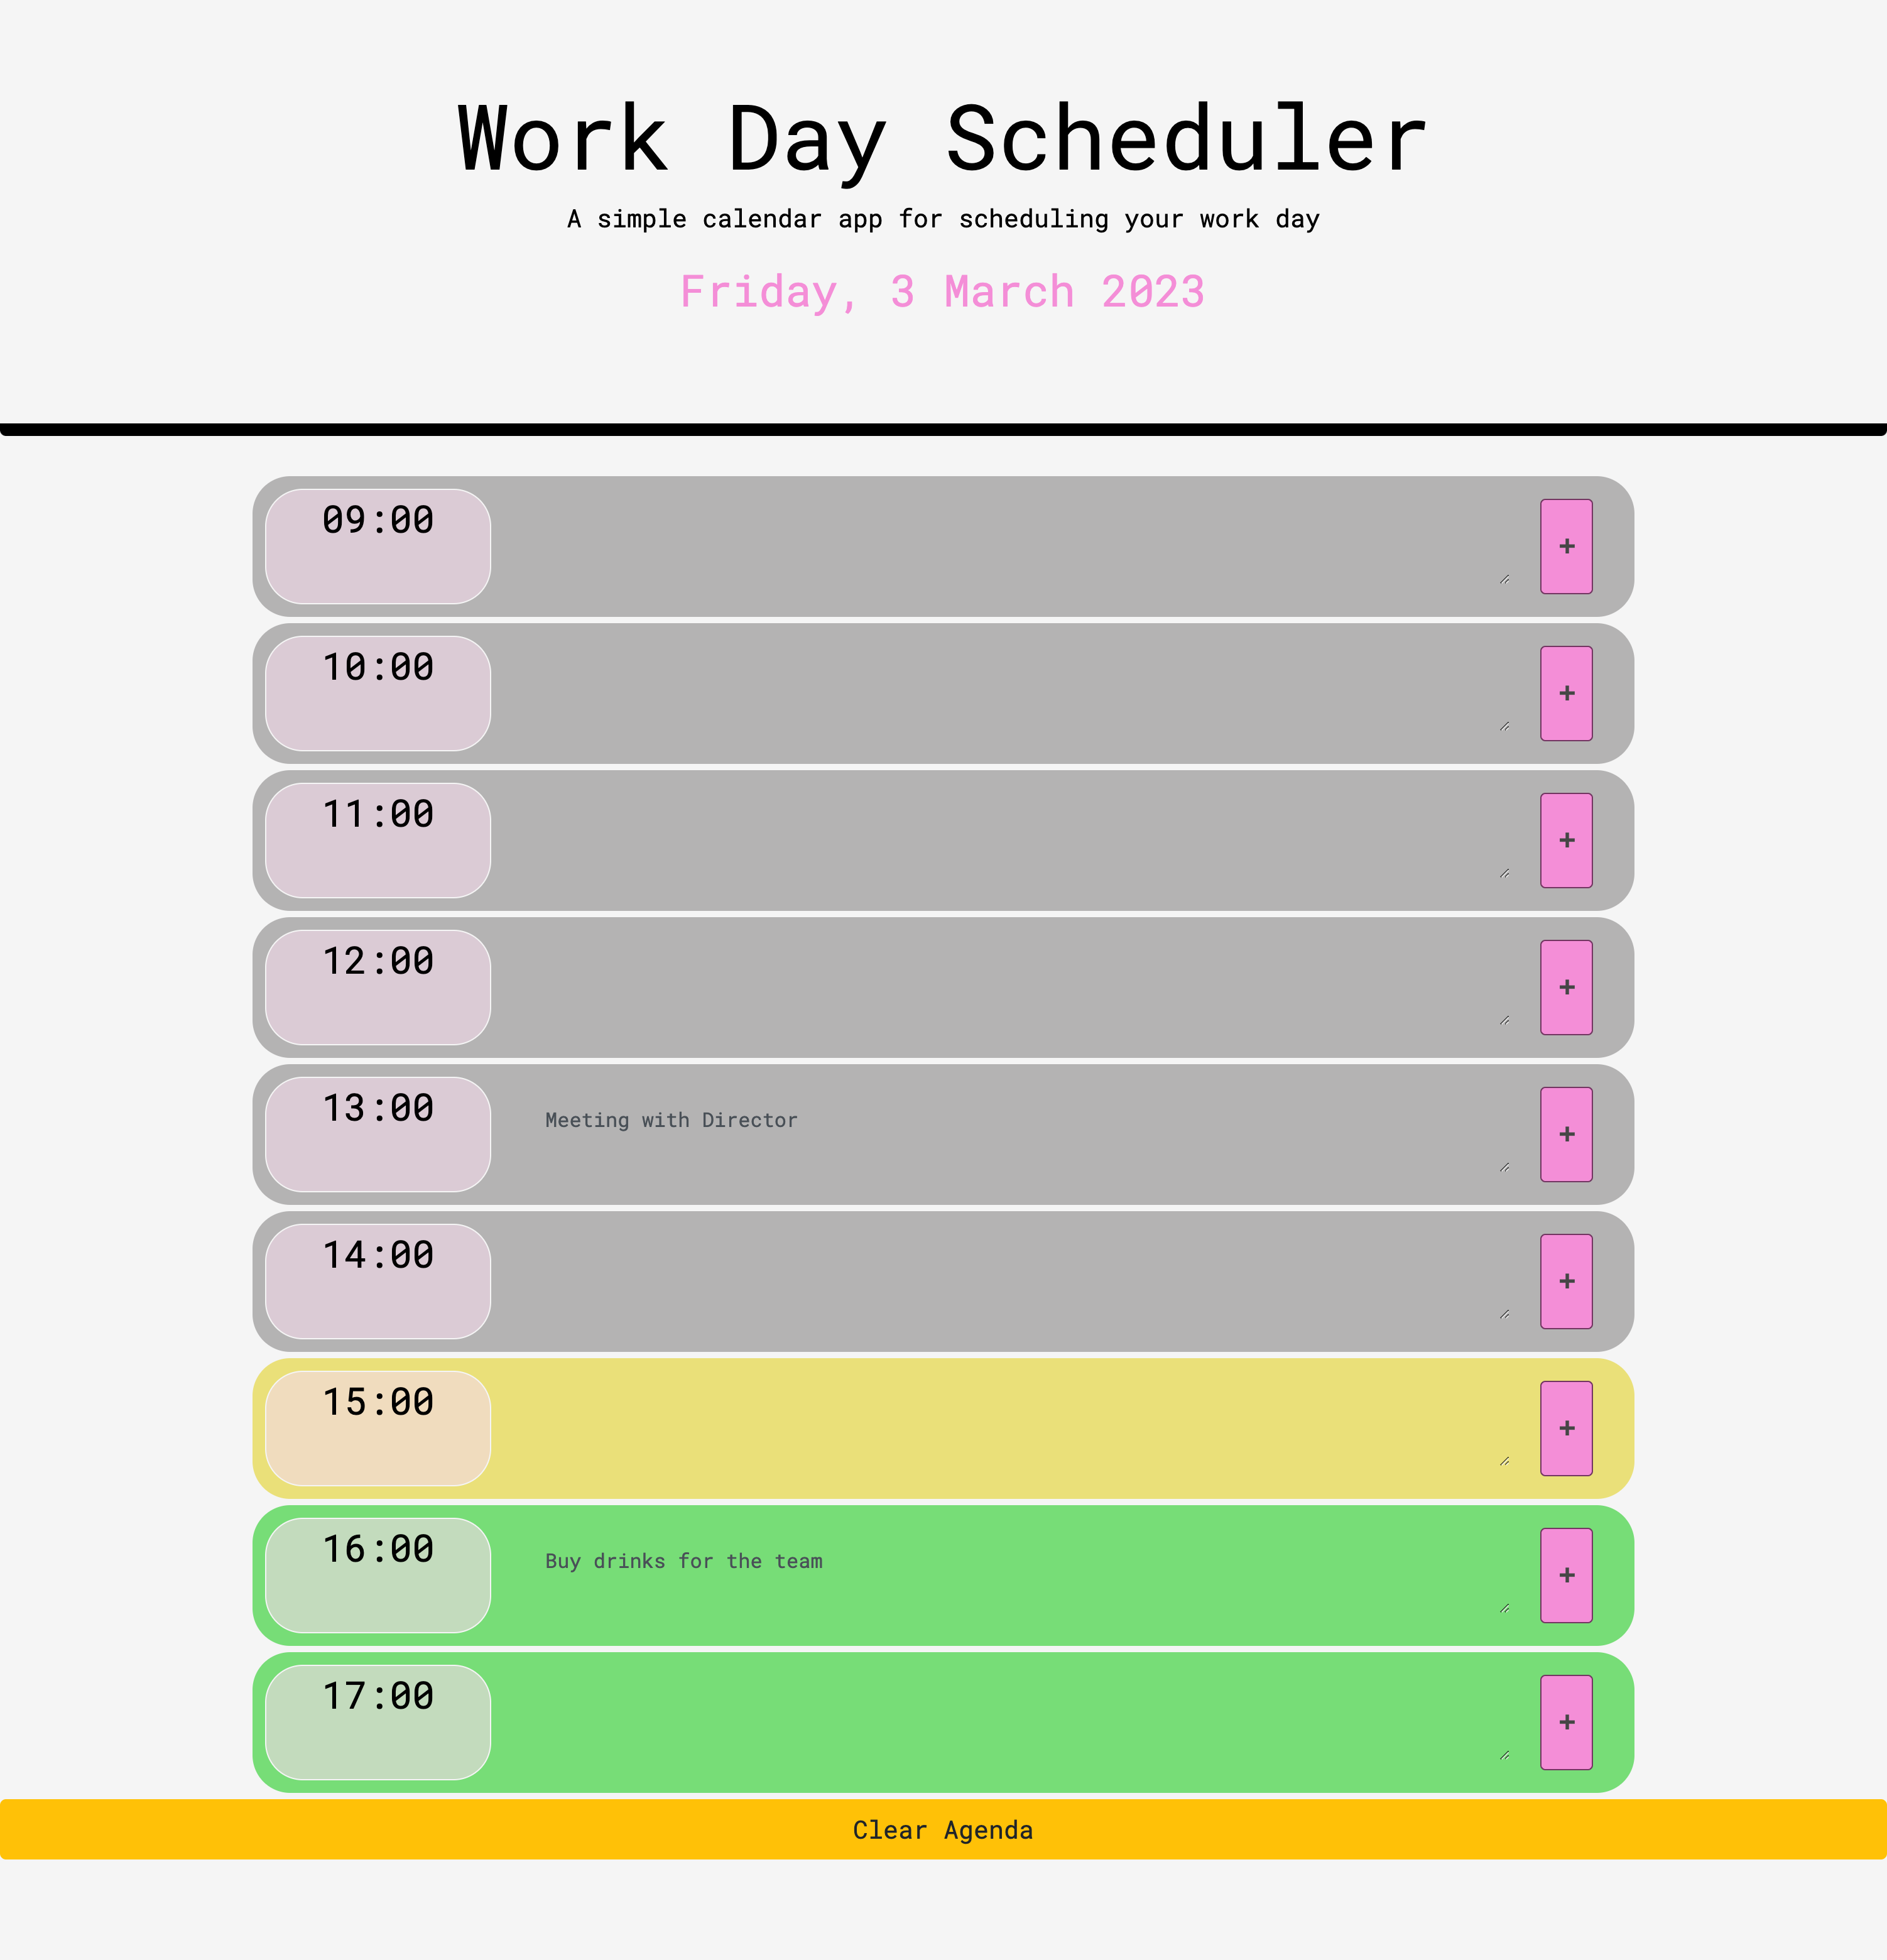 Work Day Scheduler
A simple calendar app for scheduling your work day
Friday, 3 March 2023
09:00
+
10:00
+
11:00
+
12:00
+
13:00 Meeting with Director
+
14:00
+
15:00
+
16:00 Buy drinks for the team
+
17:00
+
Clear Agenda